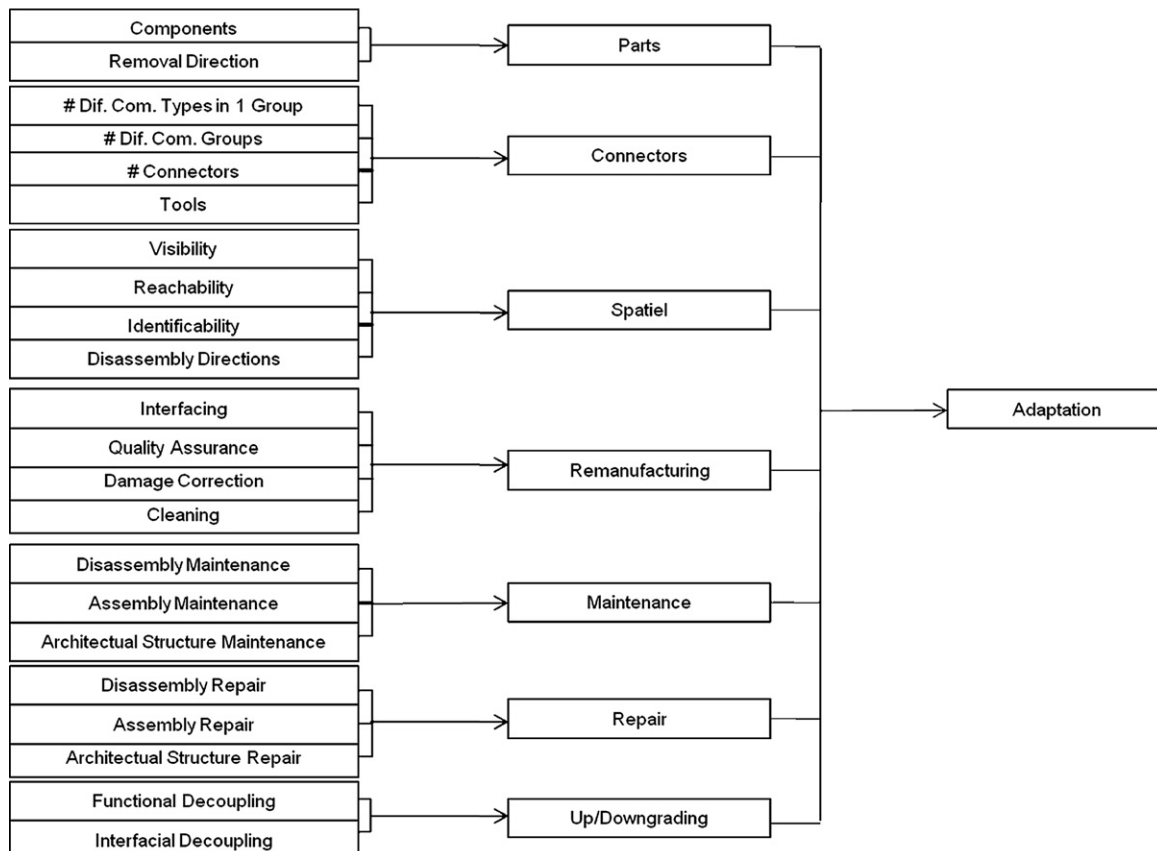 Components
Removal Direction
Parts
# Dif. Com. Types in 1 Group
# Dif. Com. Groups
# Connectors
Tools
Connectors
Visibility
Reachability
Identificability
Disassembly Directions
Spatiel
Interfacing
Quality Assurance
Damage Correction
Cleaning
Remanufacturing
Adaptation
Disassembly Maintenance
Assembly Maintenance
Architectual Structure Maintenance
Maintenance
Disassembly Repair
Assembly Repair
Architectual Structure Repair
Repair
Functional Decoupling
Interfacial Decoupling
Up/Downgrading